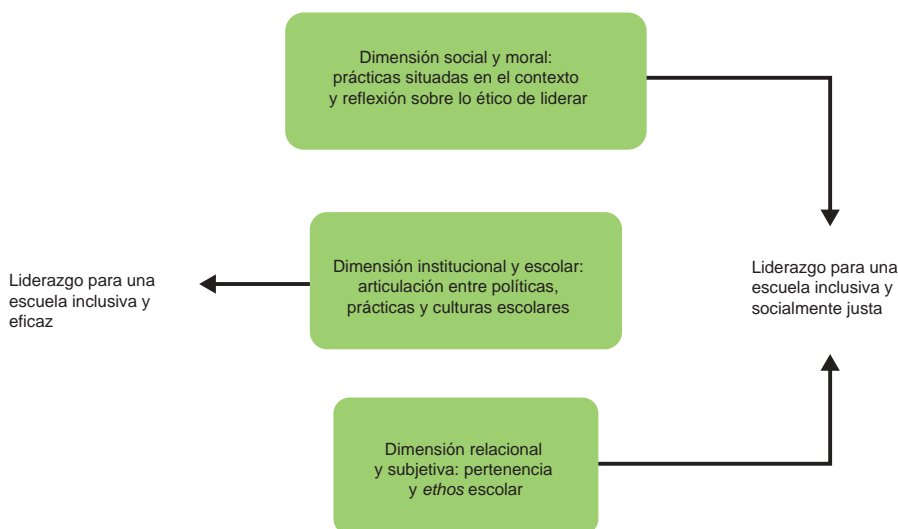 Dimensión social y moral:
prácticas situadas en el contexto
y reflexión sobre lo ético de liderar
Liderazgo para una
escuela inclusiva y
eficaz
Dimensión institucional y escolar:
articulación entre políticas,
prácticas y culturas escolares
Liderazgo para una
escuela inclusiva y
socialmente justa
Dimensión relacional
y subjetiva: pertenencia
y ethos escolar